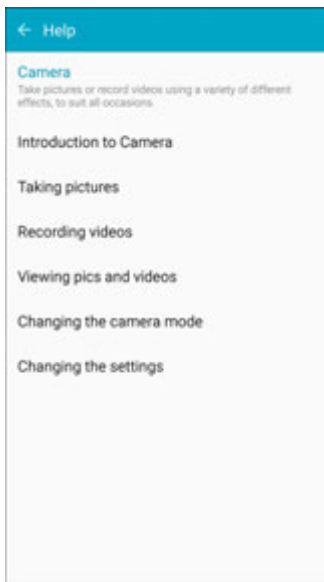 Help
Camera
Take pictures or record videos using a variety of different
effects, to suit all occasions.
Introduction to Camera
Taking pictures
Recording videos
Viewing pics and videos
Changing the camera mode
Changing the settings